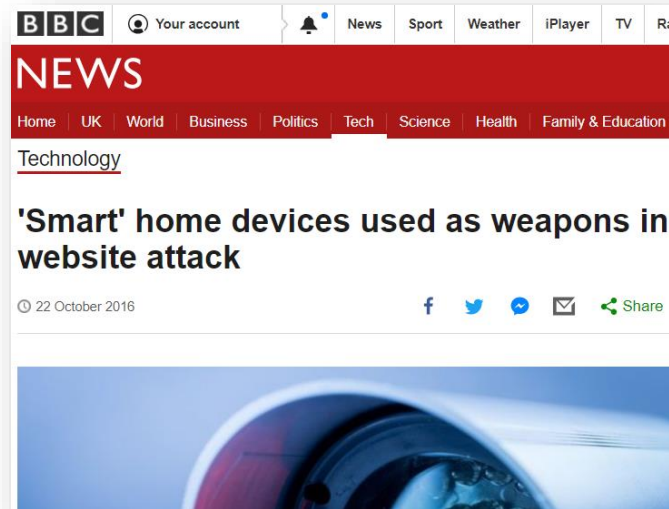 BBC Your account News Sport Weather iPlayer TV
NEWS
Home UK World Business Politics Tech Science Health Family & Education
Technology
'Smart' home devices used as weapons in
website attack
22 October 2016 Share